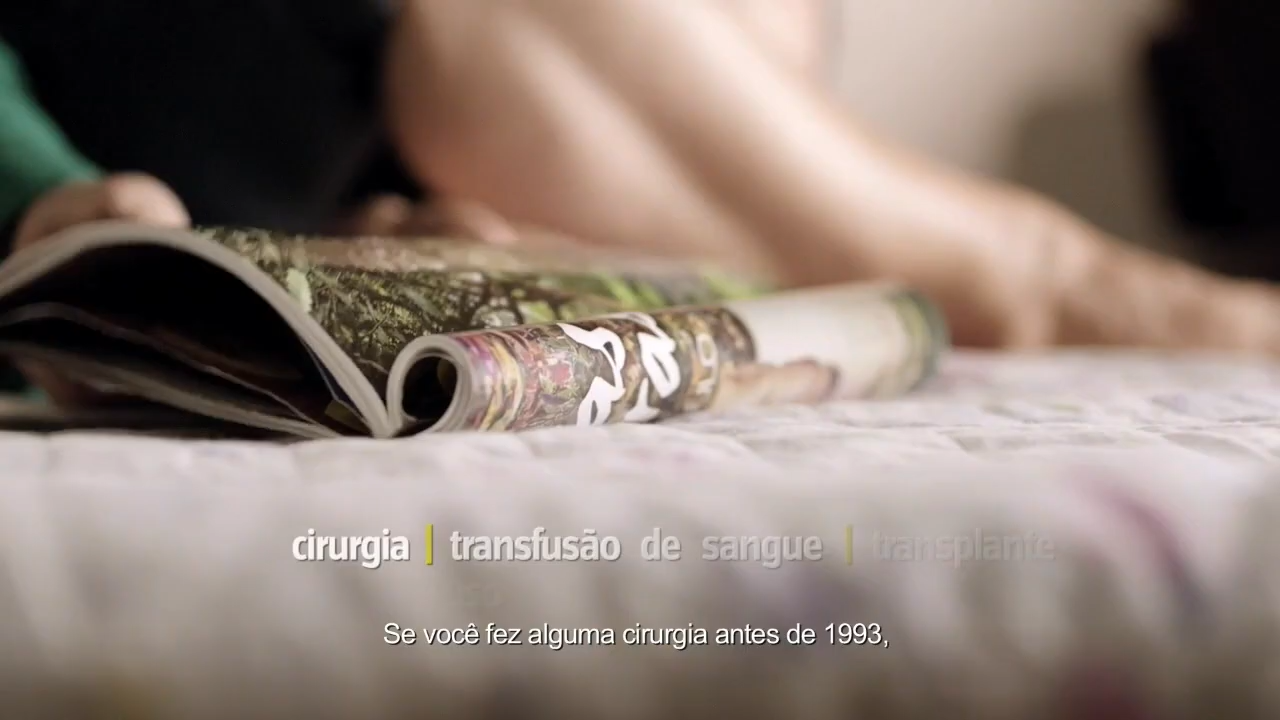 cirurgia | transfusão de sangue | transplante
Se você fez alguma cirurgia antes de 1993,